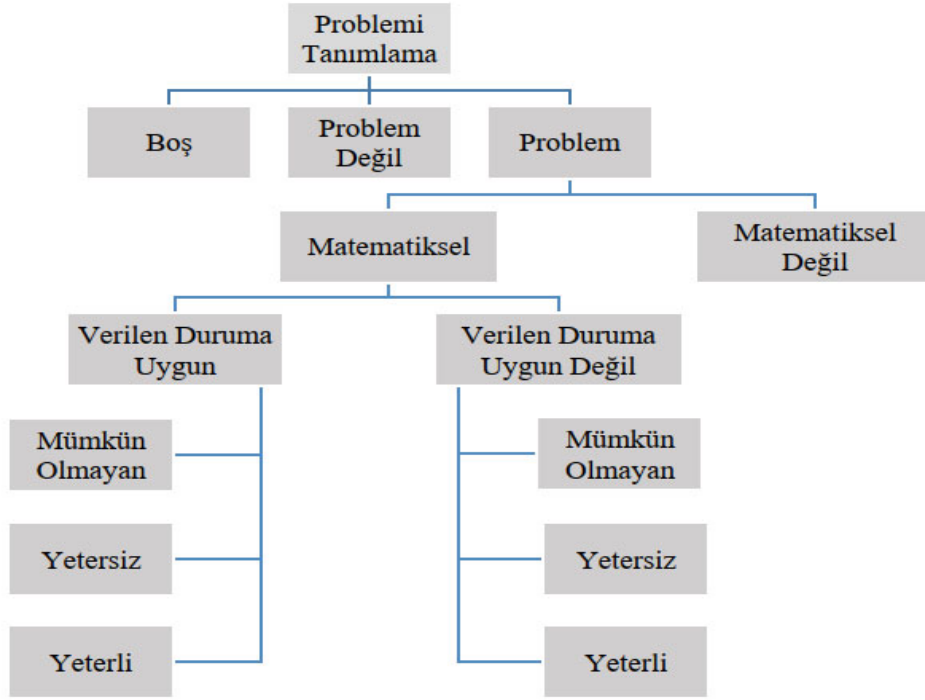 Problemi
Tanımlama
Boş
Problem
Değil
Problem
Matematiksel
Matematiksel
Değil
Verilen Duruma
Uygun
Verilen Duruma
Uygun Değil
Mümkün
Olmayan
Mümkün
Olmayan
Yetersiz
Yetersiz
Yeterli
Yeterli